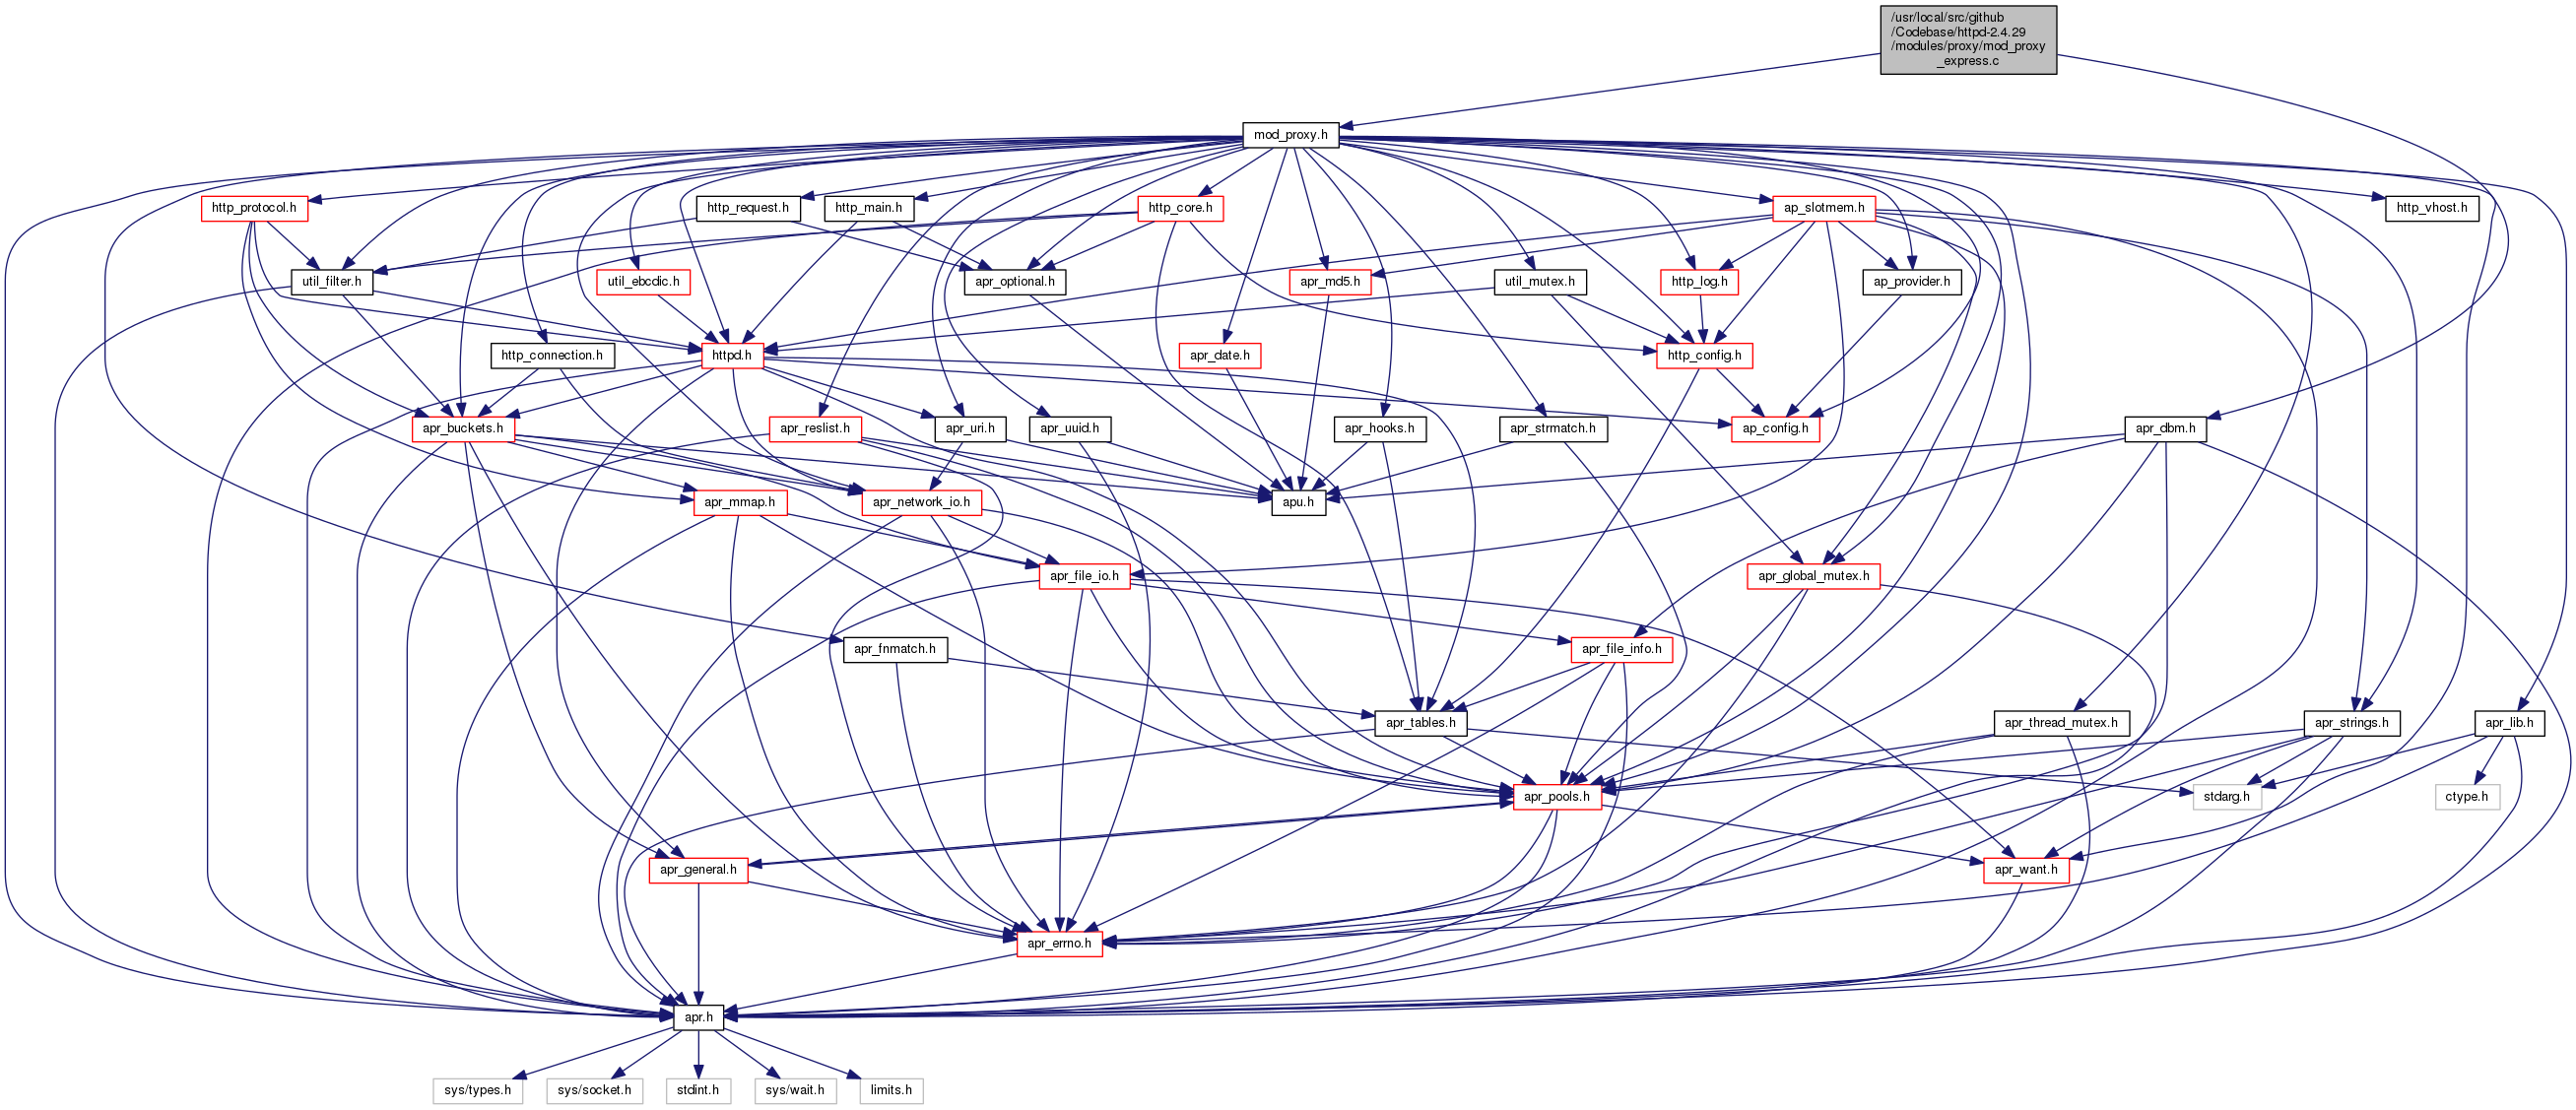 /usr/local/src/github
/Codebase/httpd-2.4.29
/modules/proxy/mod_proxy
_express.c
mod_proxy.h
http_protocol.h
http_request.h
http_main.h
http_core.h
ap_slotmem.h
http_vhost.h
util_filter.h
util_ebcdic.h
apr_optional.h
apr_md5.h
util_mutex.h
http_log.h
ap_provider.h
http_connection.h
httpd.h
apr_date.h
http_config.h
apr_buckets.h
apr_reslist.h
apr_uri.h
apr_uuid.h
apr_hooks.h
apr_strmatch.h
ap_config.h
apr_dbm.h
apr_mmap.h
apr_network_io.h
apu.h
apr_file_io.h
apr_global_mutex.h
apr_fnmatch.h
apr_file_info.h
apr_tables.h
apr_thread_mutex.h
apr_strings.h
apr_lib.h
apr_pools.h
stdarg.h
ctype.h
apr_general.h
apr_want.h
apr_errno.h
apr.h
sys/types.h
sys/socket.h
stdint.h
sys/wait.h
limits.h